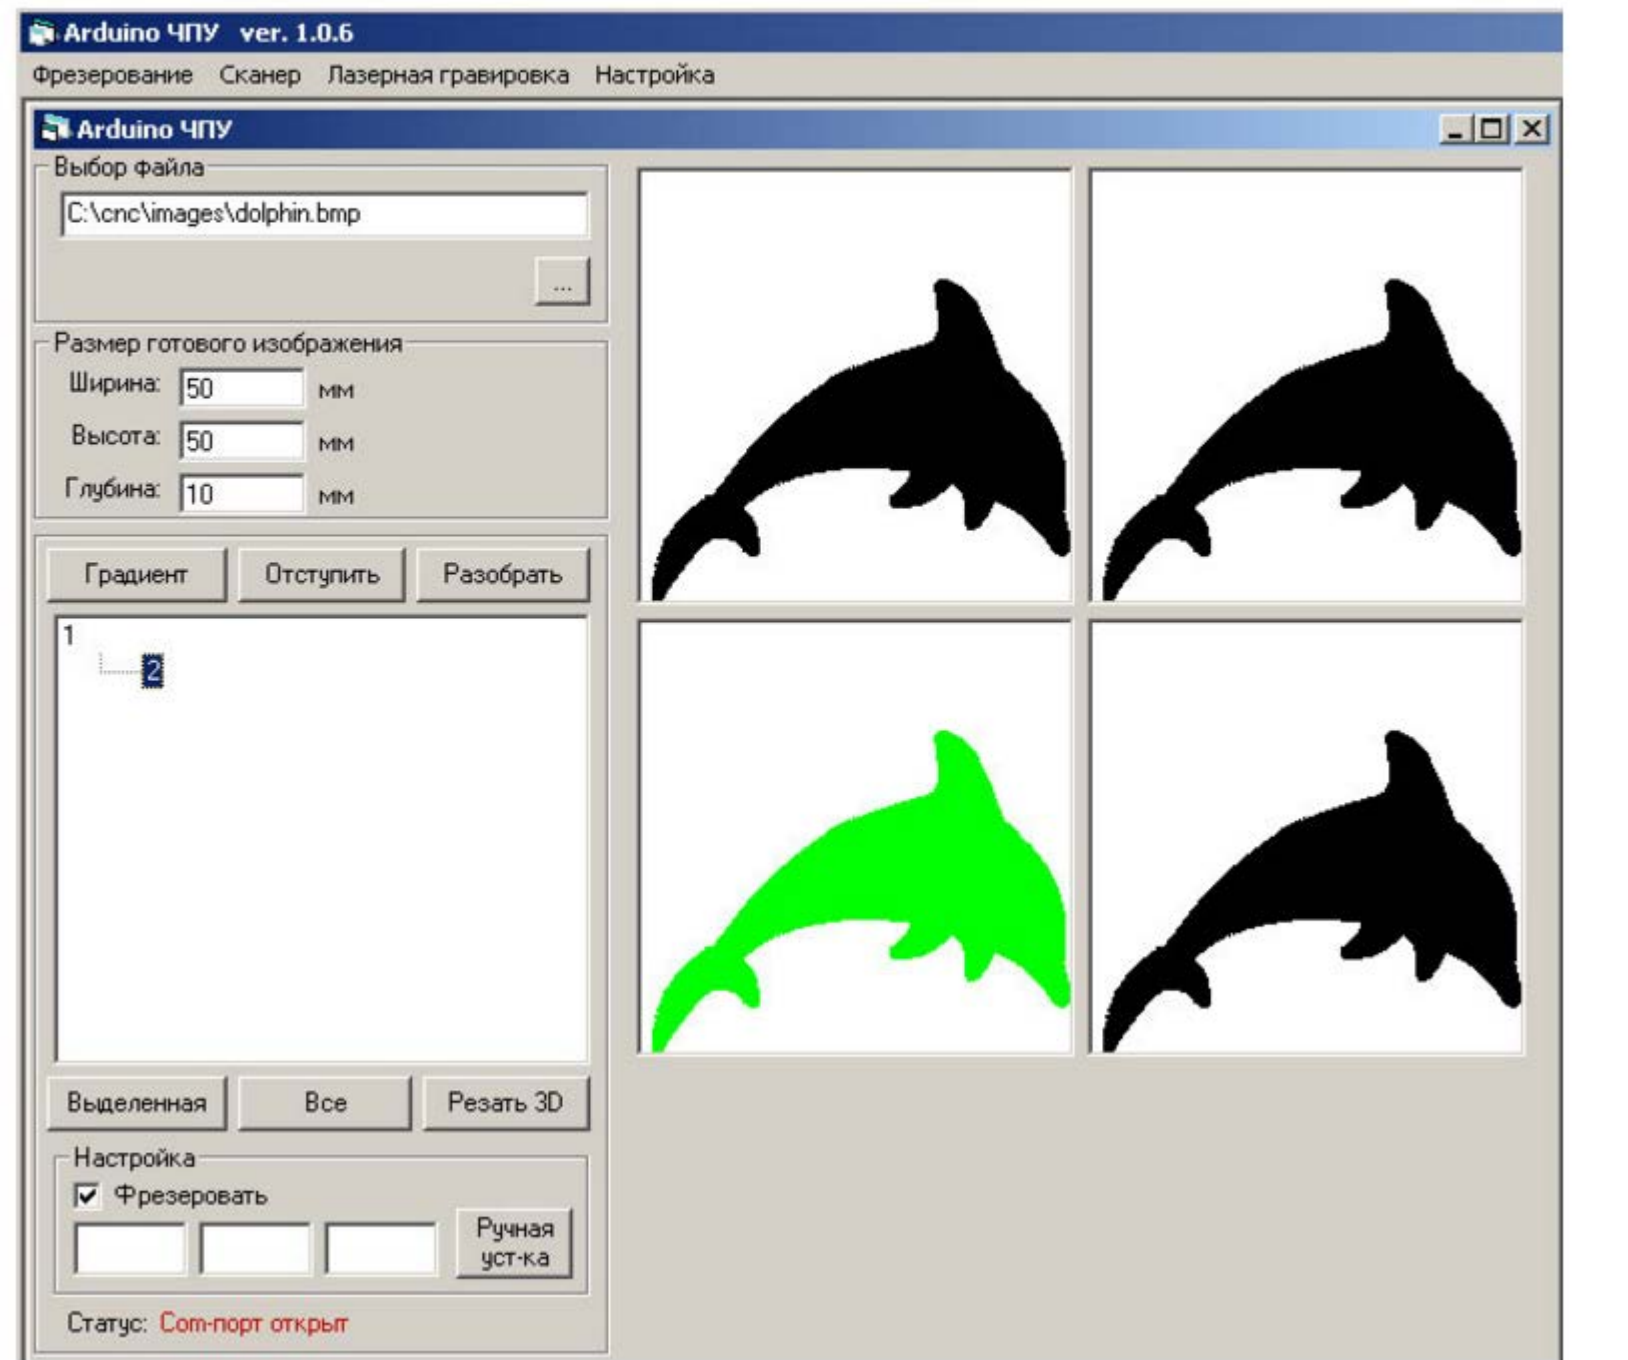 Arduino ЧПУ ver. 1.0.6
Фрезерование Сканер Лазерная гравировка Настройка
Arduino ЧПУ
Выбор файла
C:\cnc\images\dolphin.bmp
...
Размер готового изображения
Ширина: 50 мм
Высота: 50 мм
Глубина: 10 мм
Градиент Отступить Разобрать
1
2
Выделенная Все Резать 3D
Настройка
Фрезеровать
Ручная
уст-ка
Статус: Com-порт открыт